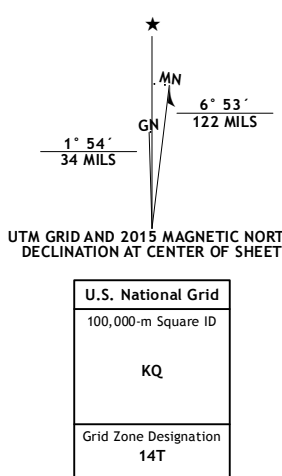 ★
MN
GN
6° 53´
122 MILS
1° 54´
34 MILS
UTM GRID AND 2015 MAGNETIC NORT
DECLINATION AT CENTER OF SHEET
U.S. National Grid
100,000-m Square ID
KQ
Grid Zone Designation
14T